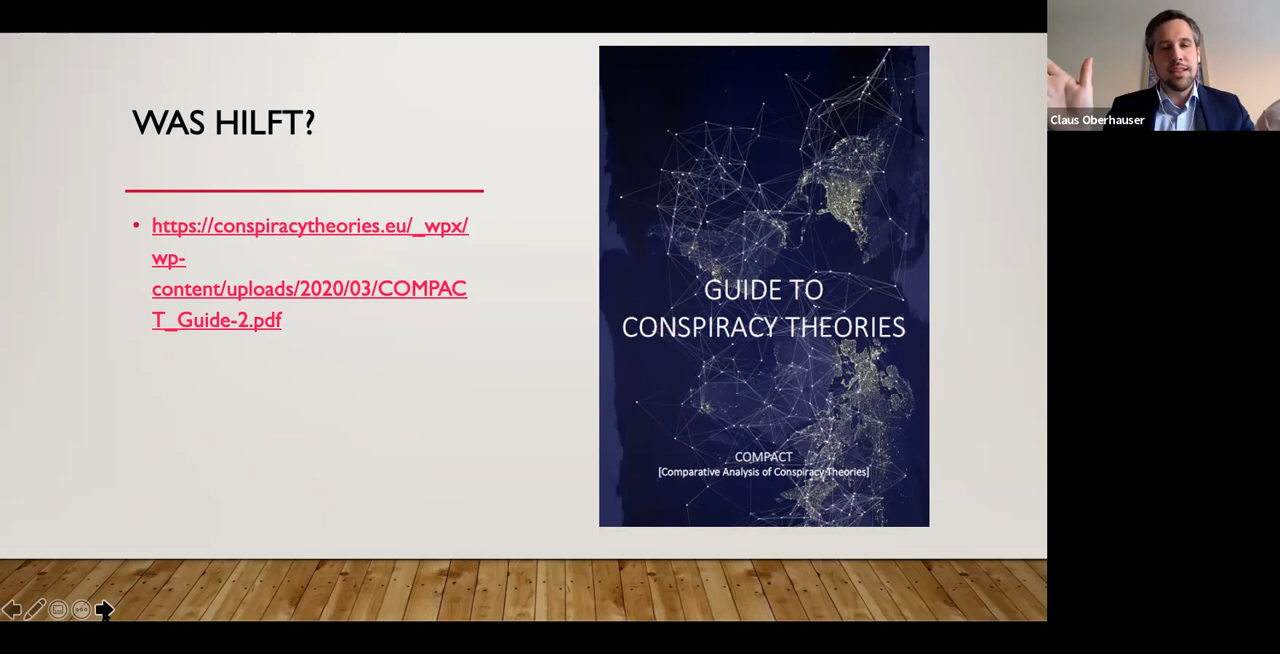 WAS HILFT?
• https://conspiracytheories.eu/_wpx/
wp-
content/uploads/2020/03/COMPAC
T_Guide-2.pdf
GUIDE TO
CONSPIRACY THEORIES
COMPACT
[Comparative Analysis of Conspiracy Theories]
Claus Oberhauser